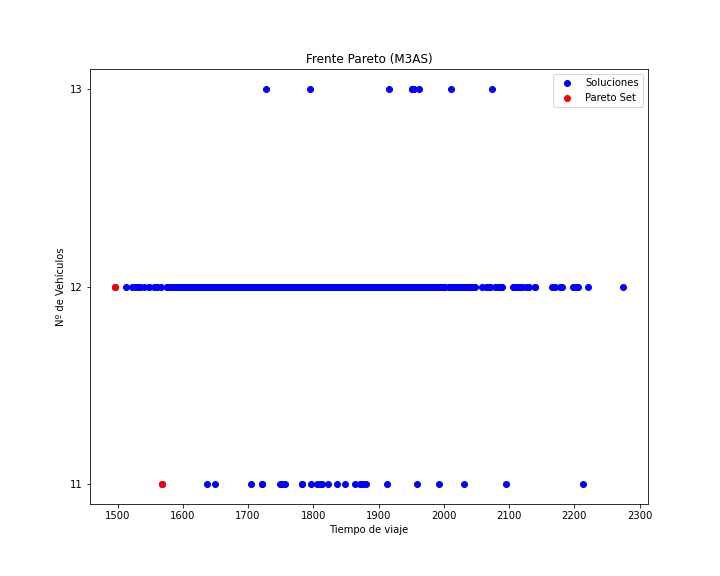 Frente Pareto (M3AS)
Soluciones
Pareto Set
13
12
11
Nº de Vehículos
1500 1600 1700 1800 1900 2000 2100 2200 2300
Tiempo de viaje